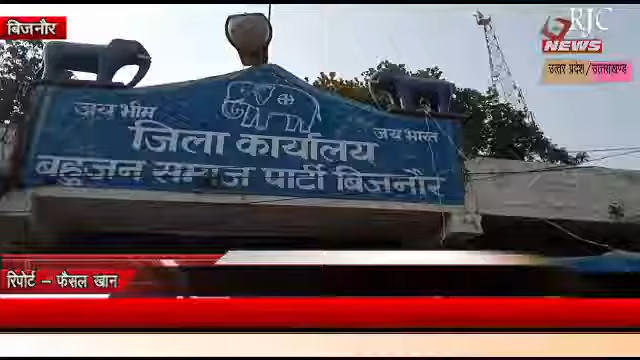 बिजनौर
RJC
NEWS
उत्तर प्रदेश/उत्तराखण्ड
जय भीम
जय भारत
जिला कार्यालय
बहुजन समाज पार्टी बिजनौर
रिपोर्ट – फैसल खान